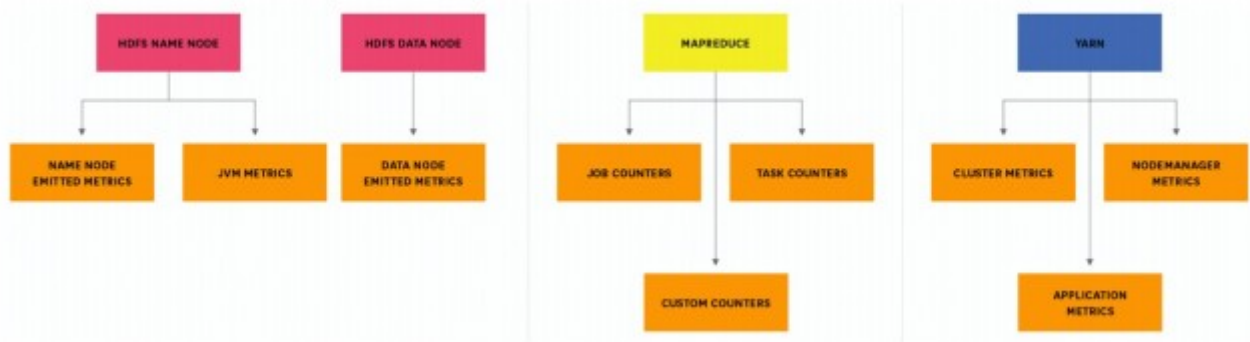 HDFS NAME NODE
HDFS DATA NODE
MAPREDUCE
YARN
NAME NODE
EMITTED METRICS
JVM METRICS
DATA NODE
EMITTED METRICS
JOB COUNTERS
TASK COUNTERS
CLUSTER METRICS
NODEMANAGER
METRICS
CUSTOM COUNTERS
APPLICATION
METRICS